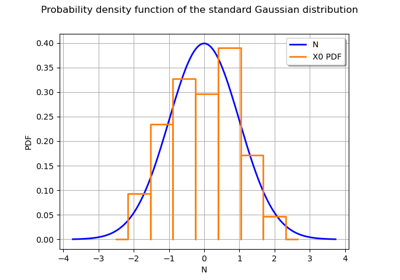 Probability density function of the standard Gaussian distribution
N
X0 PDF
PDF
0.40
0.35
0.30
0.25
0.20
0.15
0.10
0.05
0.00
−4 −3 −2 −1 0 1 2 3 4
N